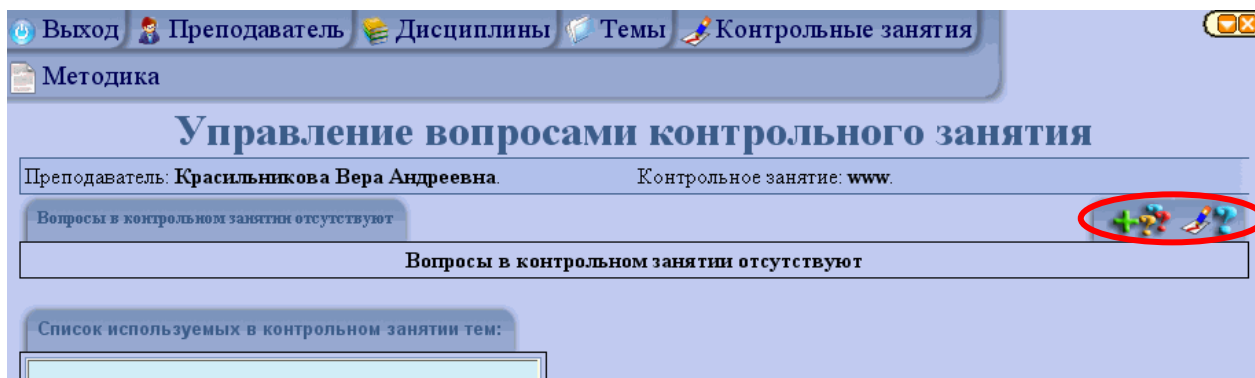 Выход Преподаватель Дисциплины Темы Контрольные занятия
Методика
Управление вопросами контрольного занятия
Преподаватель: Красильникова Вера Андреевна. Контрольное занятие: www.
Вопросы в контрольном занятии отсутствуют
Вопросы в контрольном занятии отсутствуют
Список используемых в контрольном занятии тем: